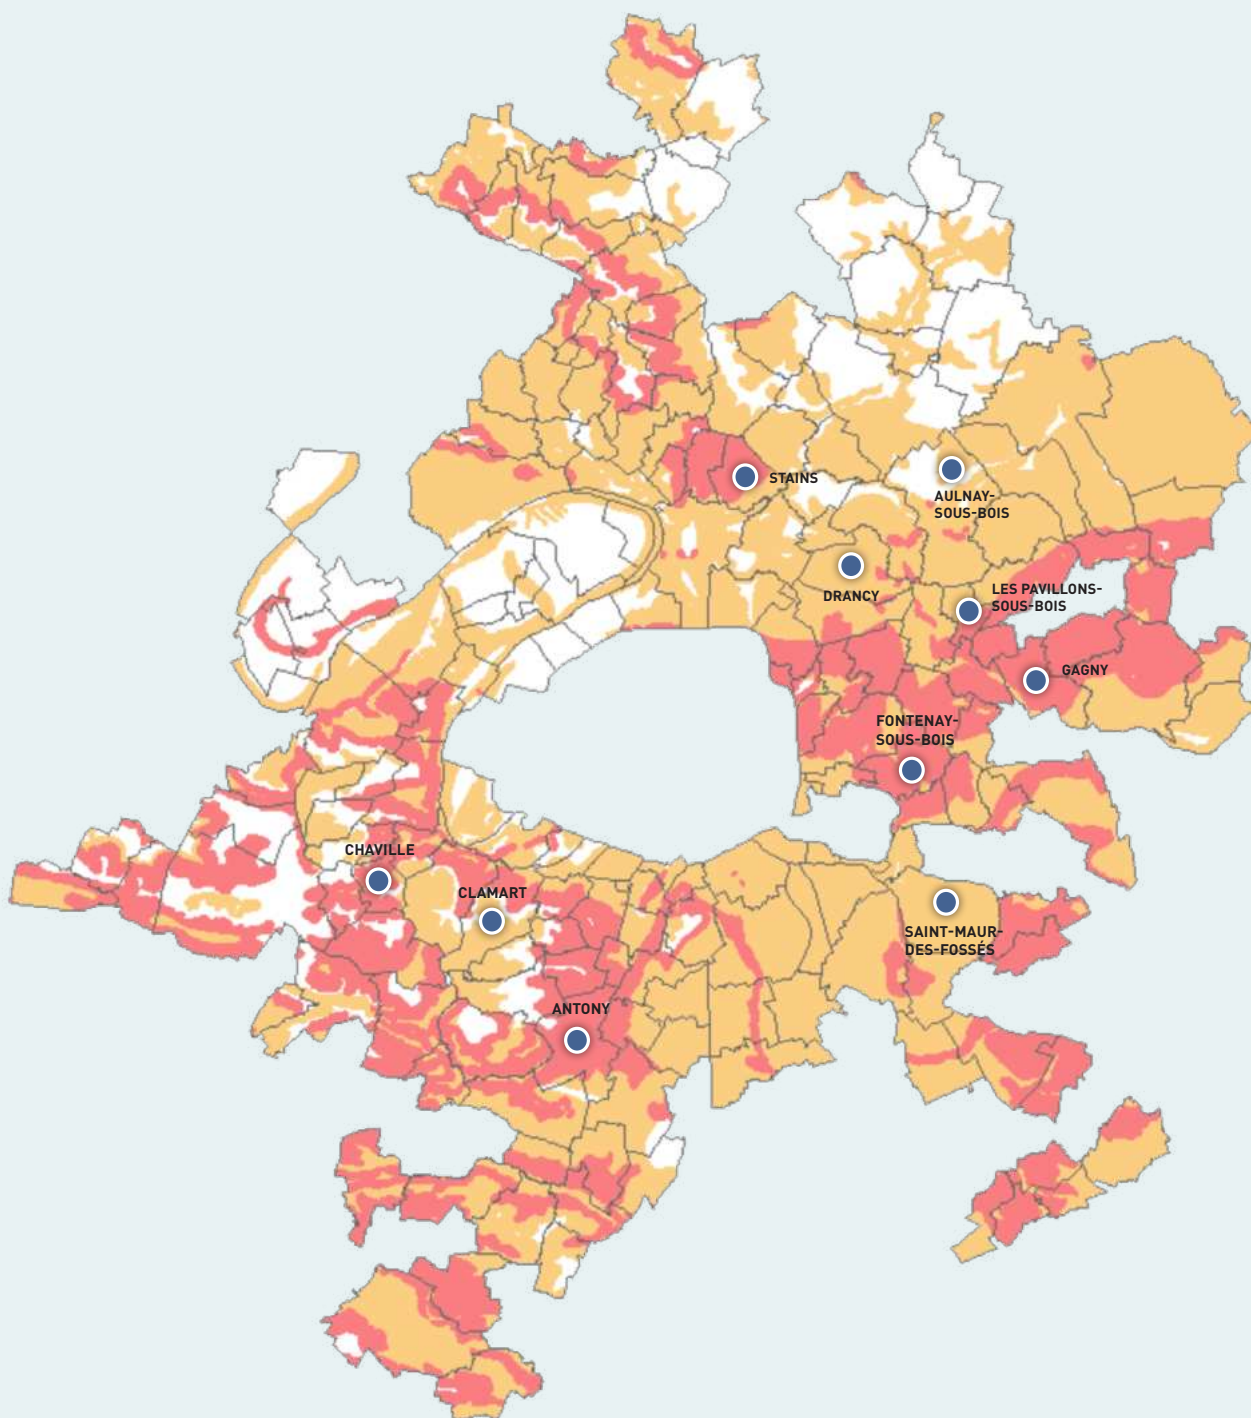 STAINS
AULNAY-
SOUS-BOIS
DRANCY
LES PAVILLONS-
SOUS-BOIS
GAGNY
FONTENAY-
SOUS-BOIS
CHAVILLE
CLAMART
SAINT-MAUR-
DES-FOSSÉS
ANTONY